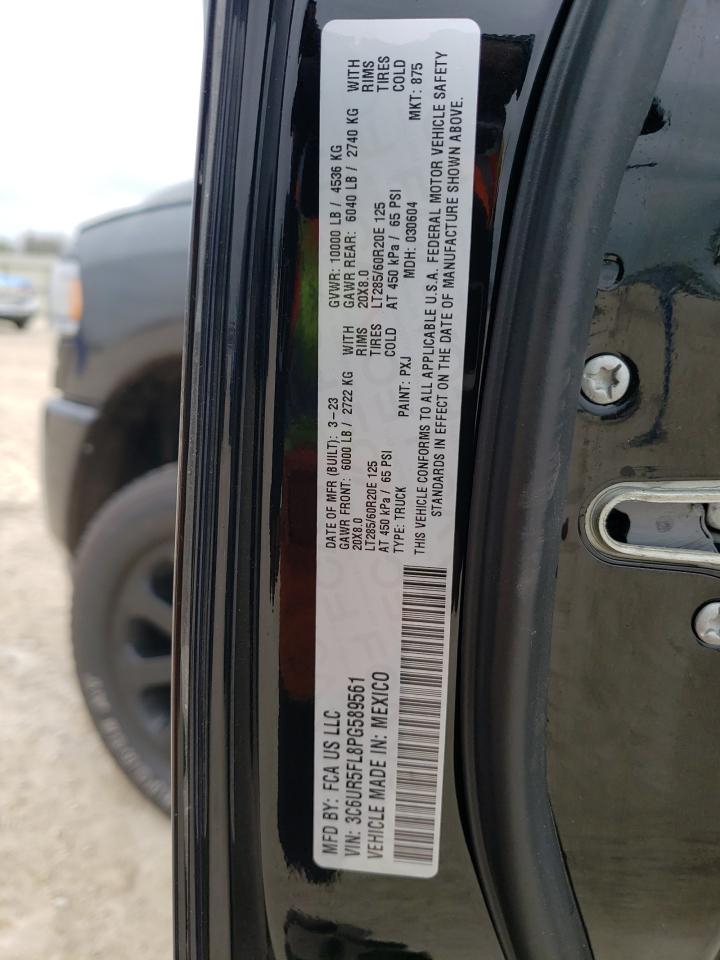 MFD BY: FCA US LLC
VIN: 3C6UR5FL8PG589561
VEHICLE MADE IN: MEXICO
DATE OF MFR (BUILT): 3-23
GAWR FRONT: 6000 LB / 2722 KG WITH
20X8.0 RIMS
LT285/60R20E 125 TIRES
AT 450 kPa / 65 PSI COLD
TYPE: TRUCK PAINT: PXJ
GVWR: 10000 LB / 4536 KG
GAWR REAR: 6040 LB / 2740 KG WITH
20X8.0 RIMS
LT285/60R20E 125 TIRES
AT 450 kPa / 65 PSI COLD
MDH: 030604 MKT: 875
THIS VEHICLE CONFORMS TO ALL APPLICABLE U.S.A. FEDERAL MOTOR VEHICLE SAFETY
STANDARDS IN EFFECT ON THE DATE OF MANUFACTURE SHOWN ABOVE.